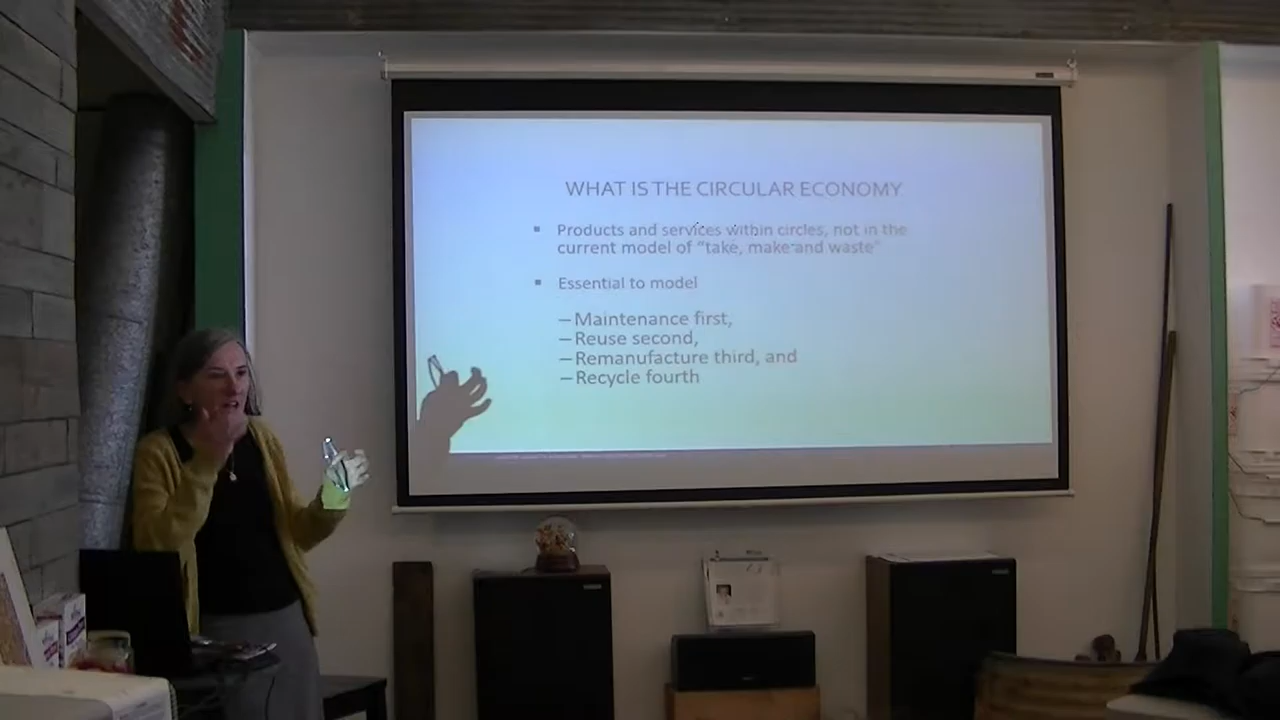 WHAT IS THE CIRCULAR ECONOMY
▪ Products and services within circles, not in the
current model of “take, make and waste”
▪ Essential to model
– Maintenance first,
– Reuse second,
– Remanufacture third, and
– Recycle fourth